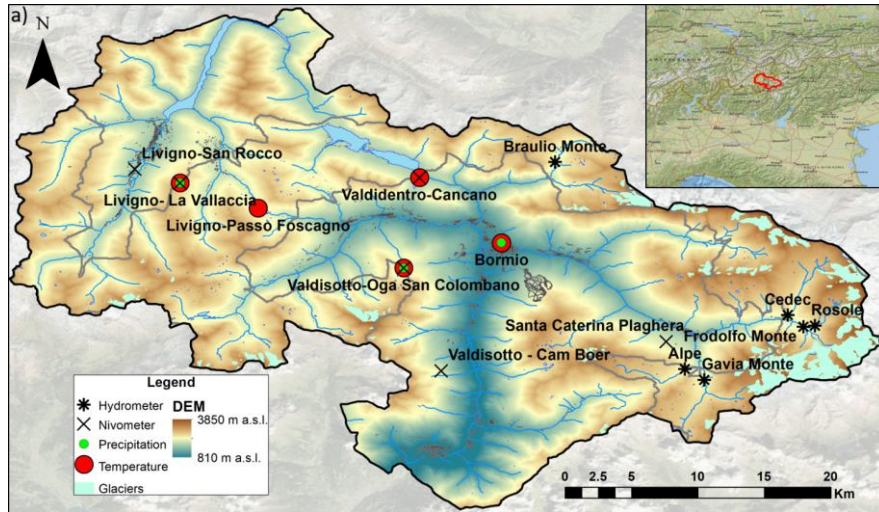 a)
N
Braulio Monte
Livigno-San Rocco
Livigno- La Vallaccia
Valdidentro-Cancano
Livigno-Passo Foscagno
Bormio
Valdisotto-Oga San Colombano
Cedec
Rosole
Santa Caterina Plaghera
Frodolfo Monte
Valdisotto - Cam Boer
Alpe
Gavia Monte
Legend
Hydrometer
Nivometer
Precipitation
Temperature
Glaciers
DEM
3850 m a.s.l.
810 m a.s.l.
0 2.5 5 10 15 20
Km